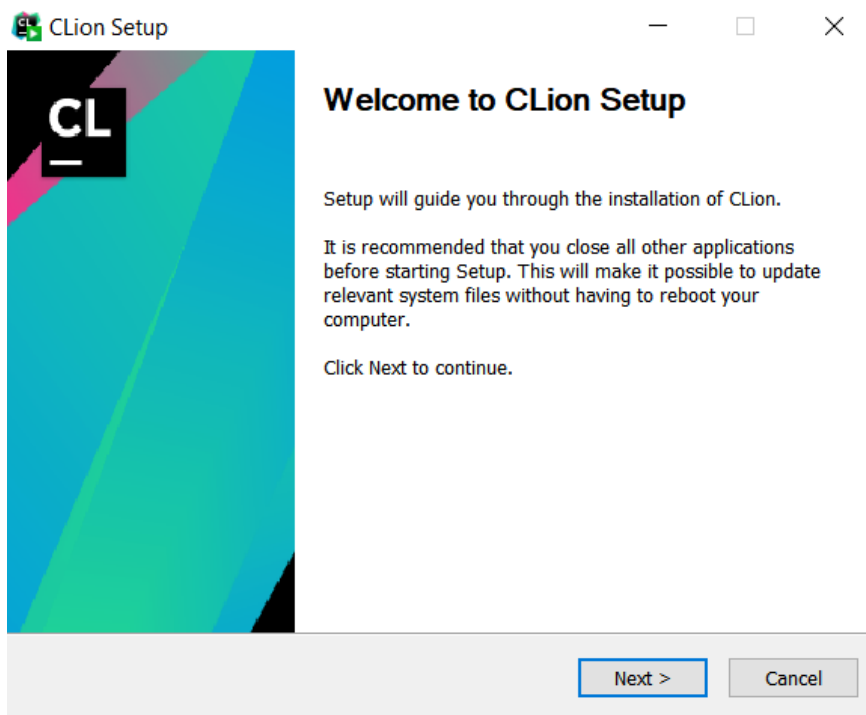 CLion Setup
CL
Welcome to CLion Setup
Setup will guide you through the installation of CLion.
It is recommended that you close all other applications
before starting Setup. This will make it possible to update
relevant system files without having to reboot your
computer.
Click Next to continue.
Next >
Cancel